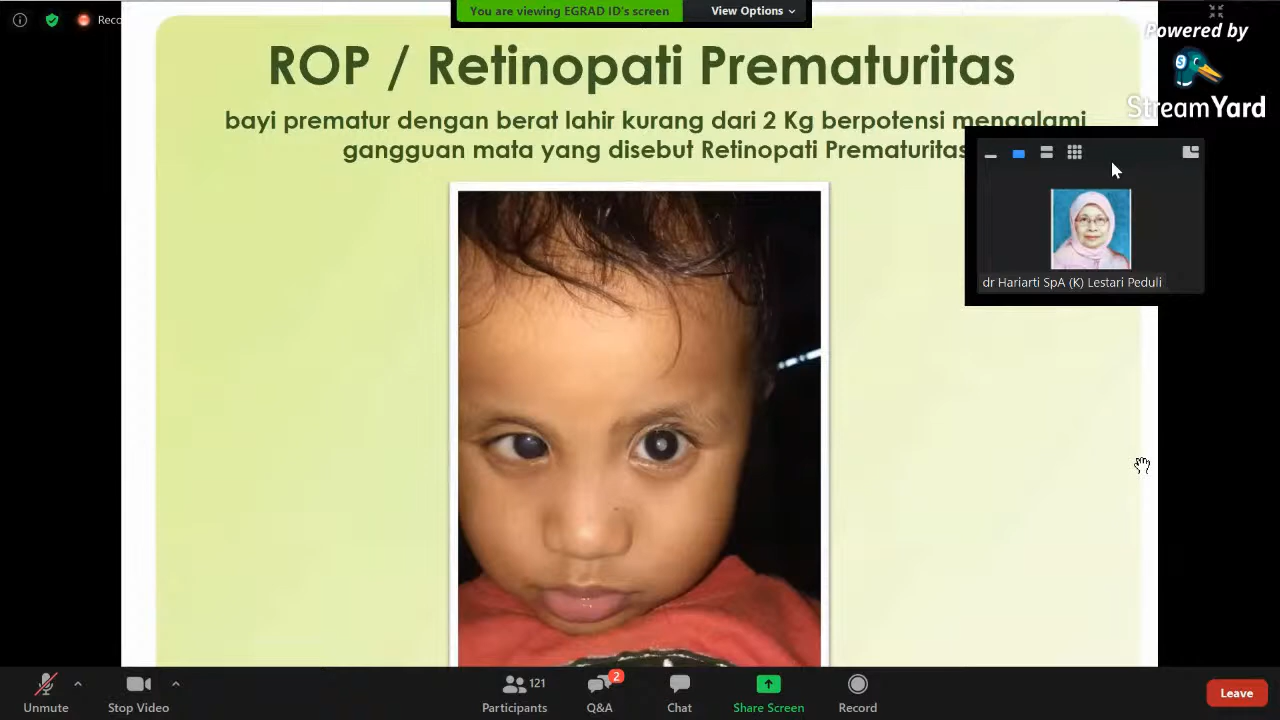 You are viewing EGRAD ID's screen
View Options
Reco
Powered by
StreamYard
ROP / Retinopati Prematuritas
bayi prematur dengan berat lahir kurang dari 2 Kg berpotensi mengalami
gangguan mata yang disebut Retinopati Prematuritas
dr Hariarti SpA (K) Lestari Peduli
Unmute
Stop Video
Participants
121
Q&A
2
Chat
Share Screen
Record
Leave